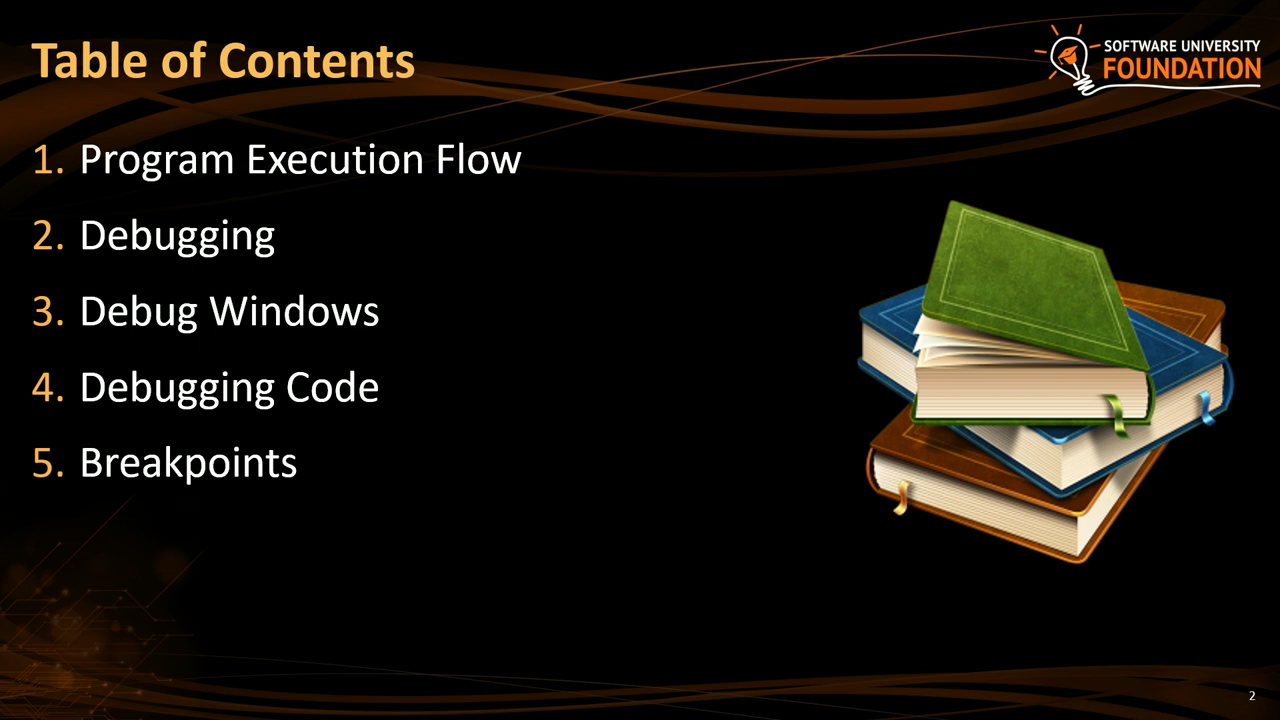 Table of Contents
SOFTWARE UNIVERSITY
FOUNDATION
1. Program Execution Flow
2. Debugging
3. Debug Windows
4. Debugging Code
5. Breakpoints
2